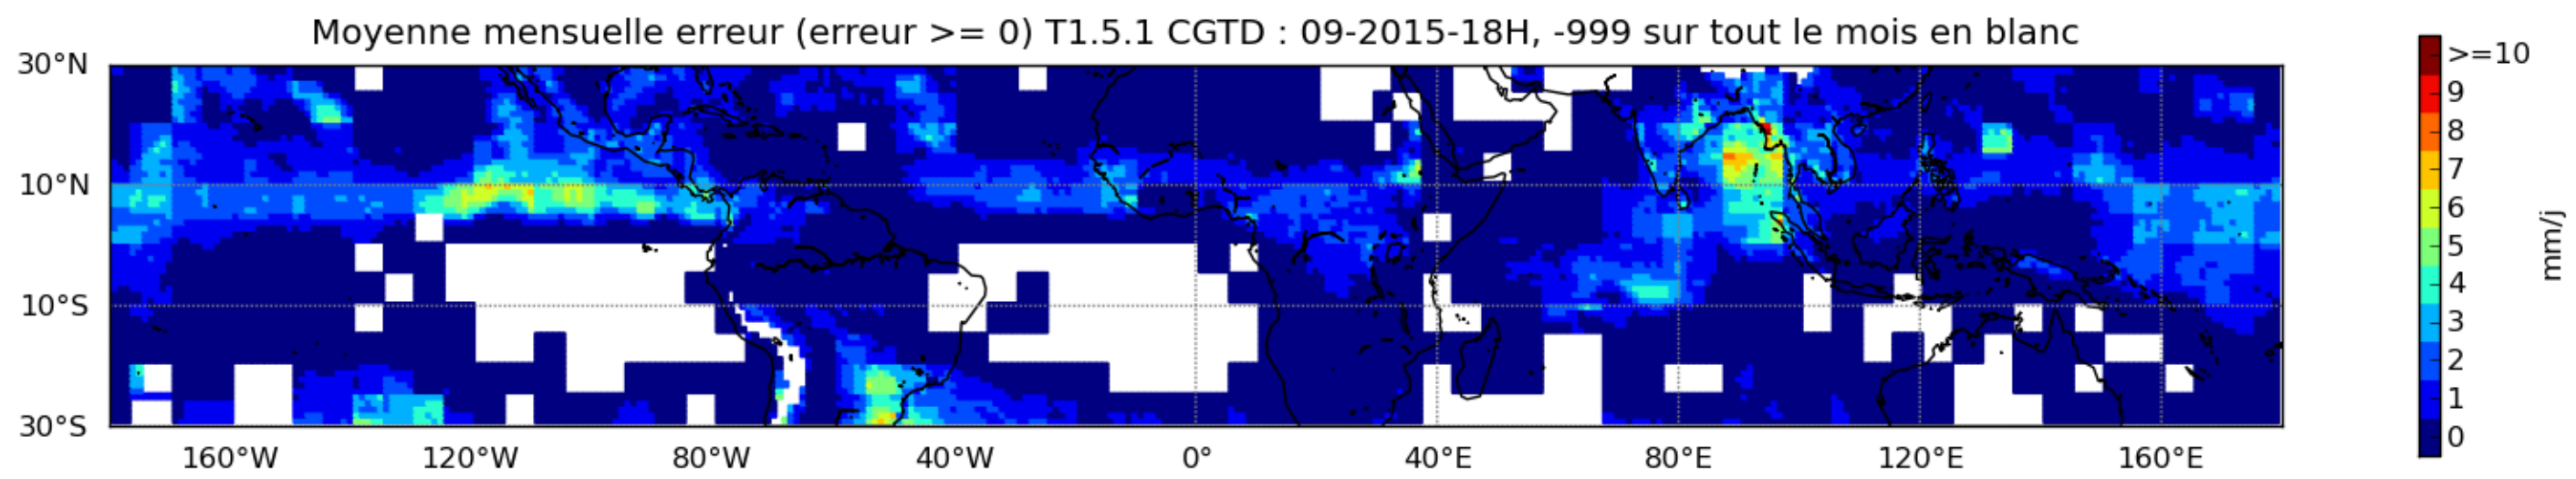 Moyenne mensuelle erreur (erreur >= 0) T1.5.1 CGTD : 09-2015-18H, -999 sur tout le mois en blanc
30°N
10°N
10°S
30°S
160°W 120°W 80°W 40°W 0° 40°E 80°E 120°E 160°E
>=10
9
8
7
6
5
4
3
2
1
0
mm/j